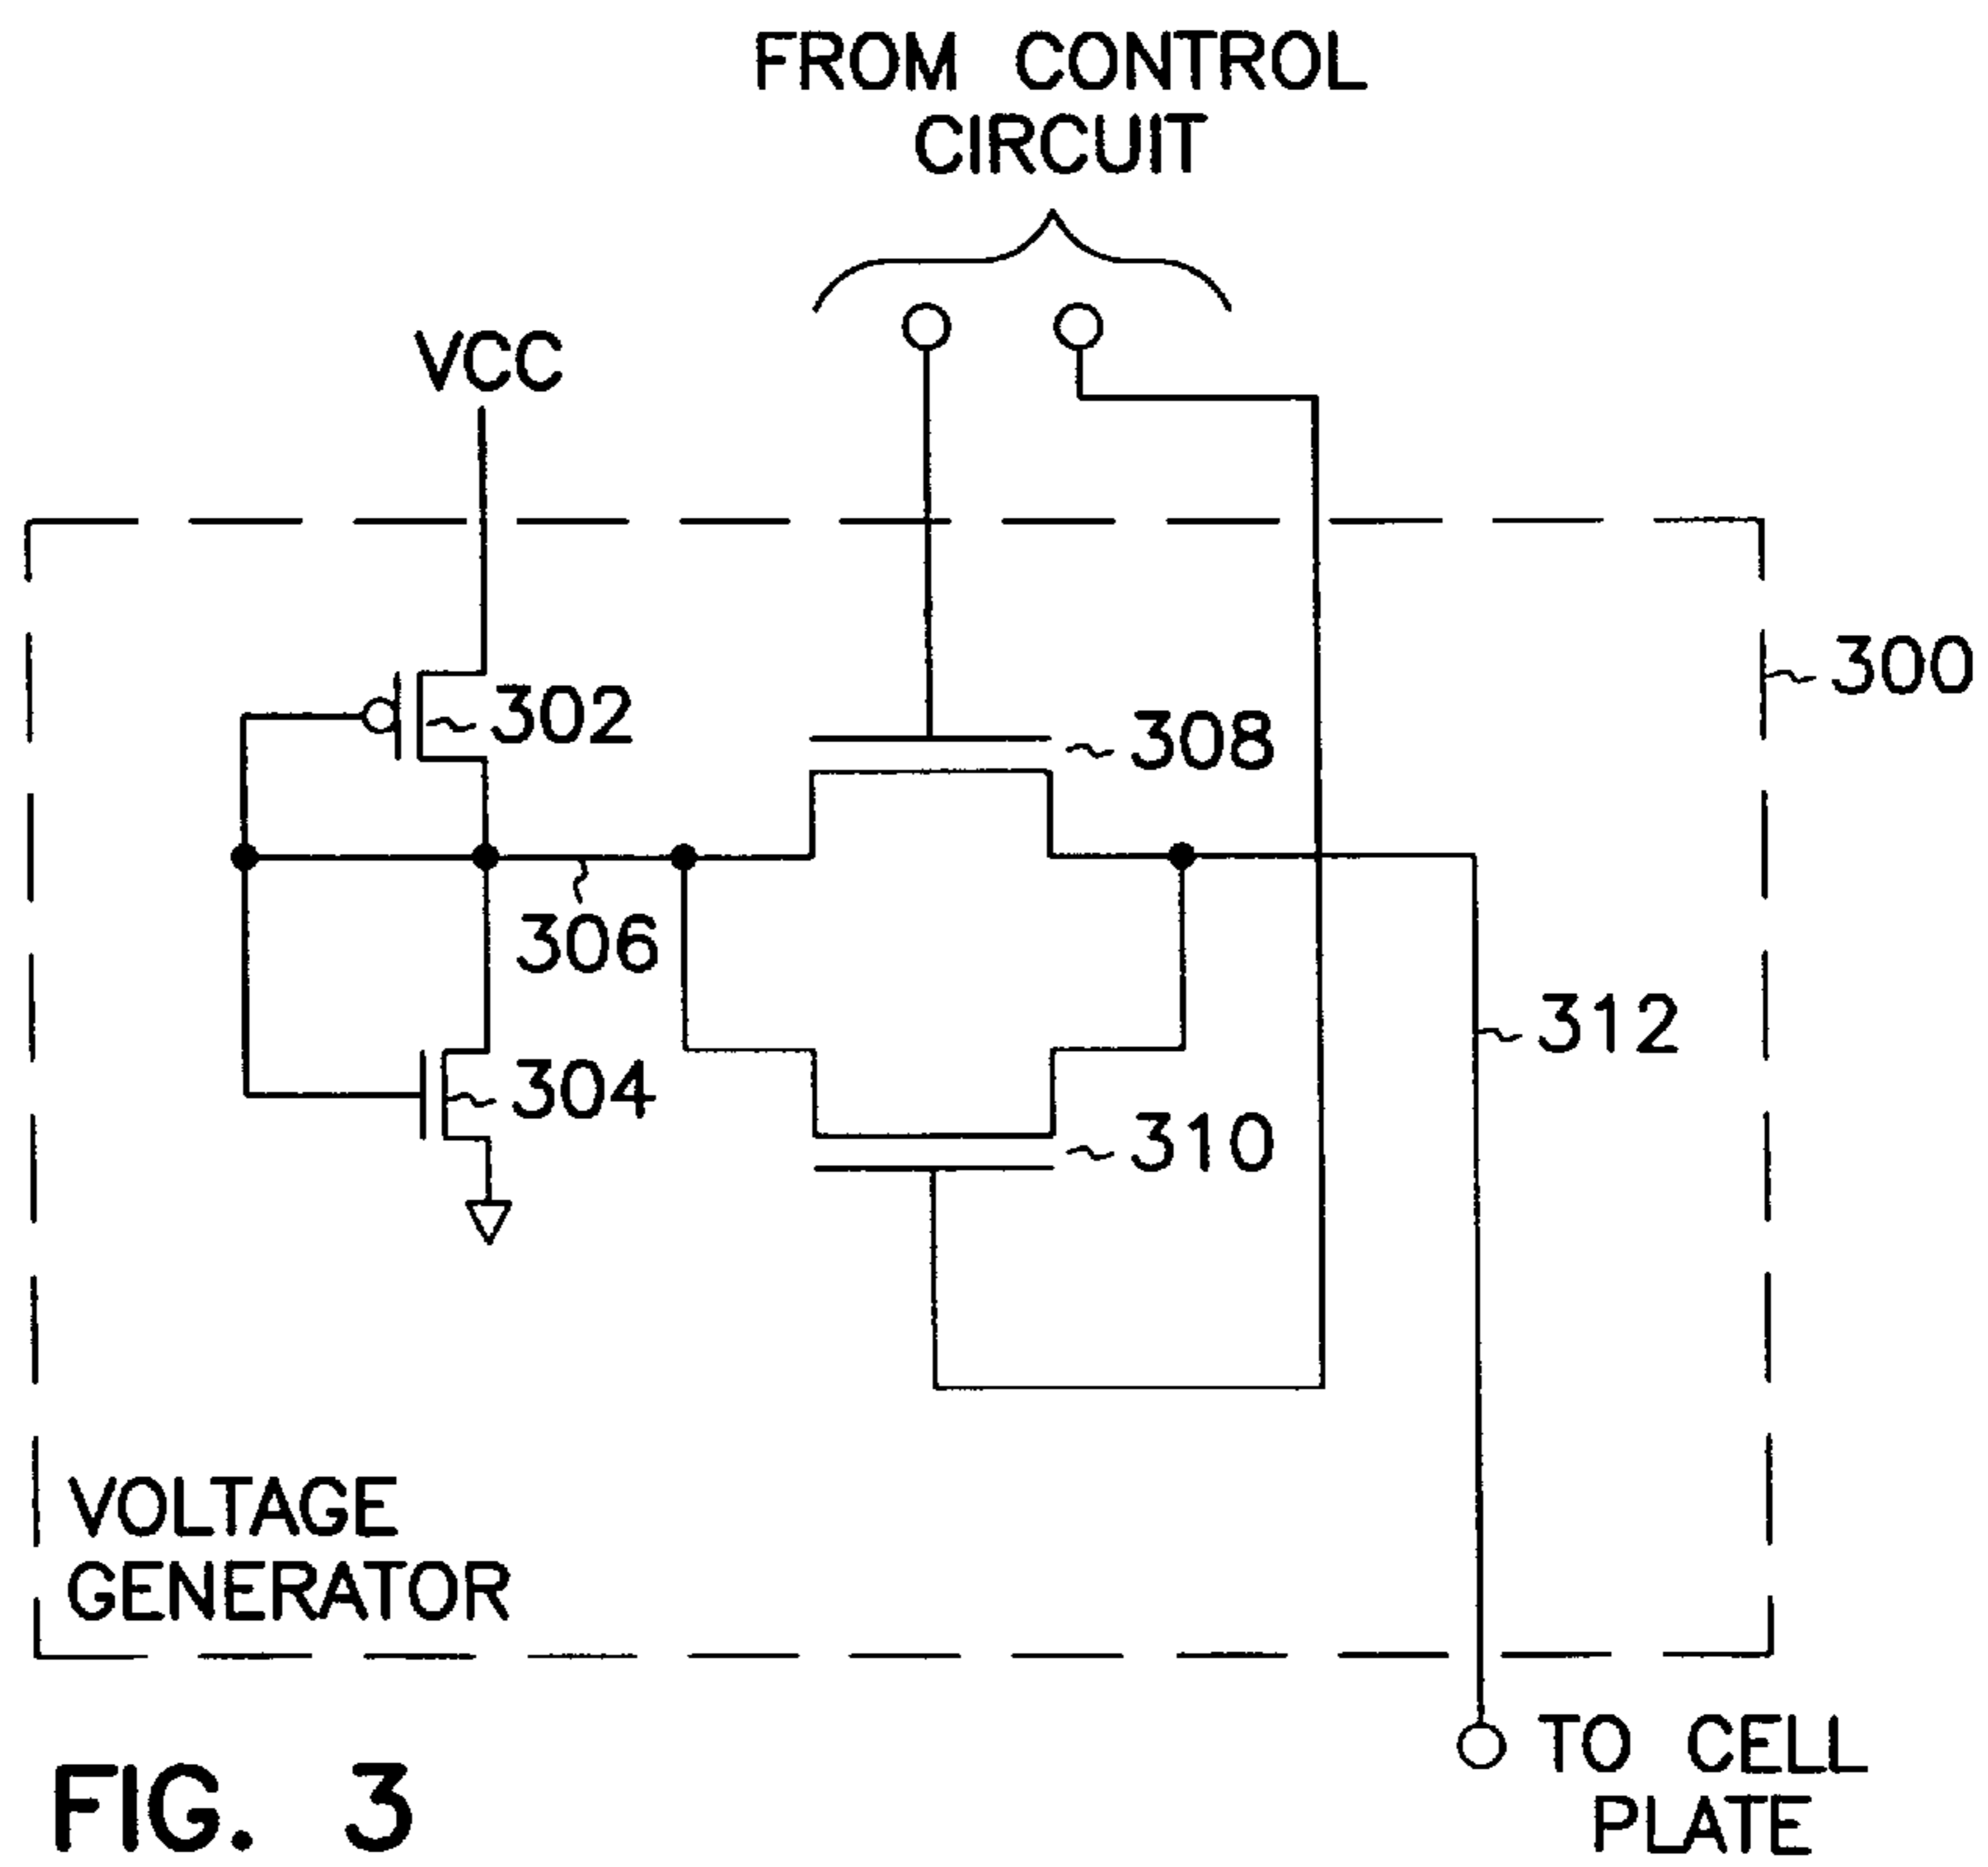 FROM CONTROL
CIRCUIT
VCC
300
302
308
306
312
304
310
VOLTAGE
GENERATOR
TO CELL
PLATE
FIG. 3